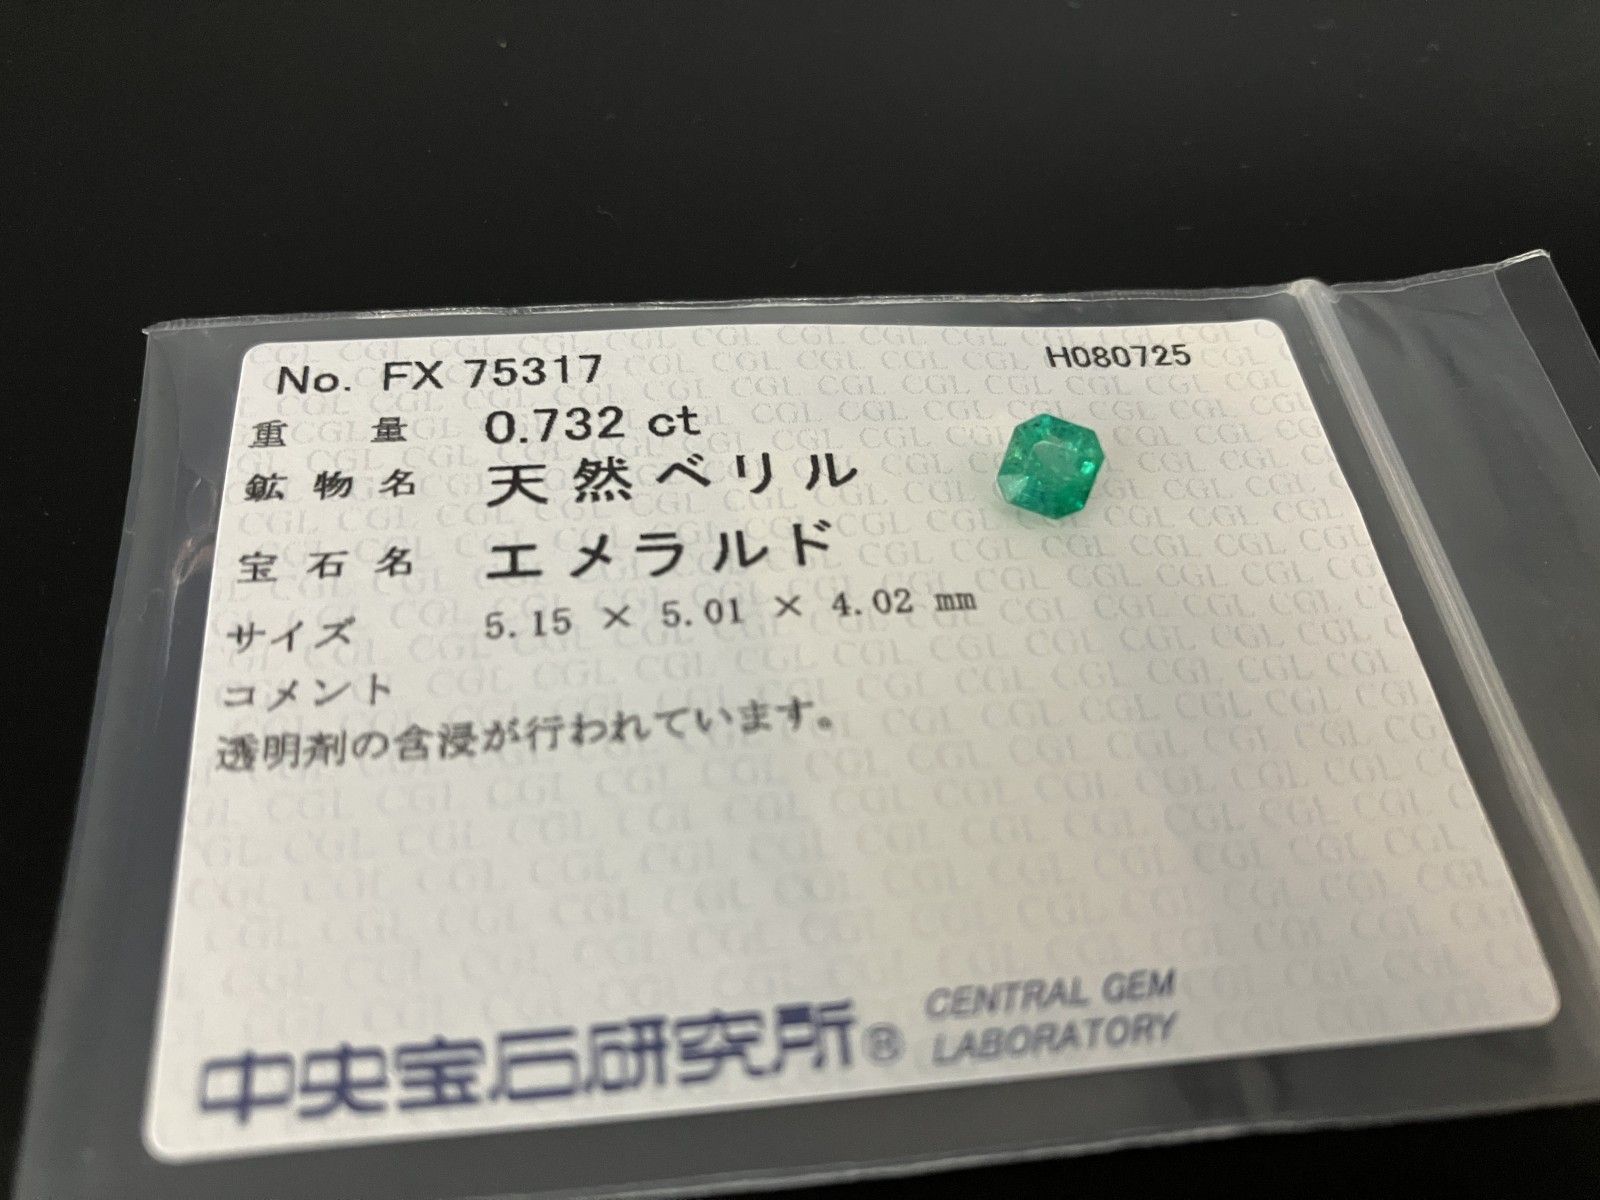 No. FX 75317
H080725
重量 0.732 ct
鉱物名 天然ベリル
宝石名 エメラルド
サイズ 5.15 × 5.01 × 4.02 mm
コメント
透明剤の含浸が行われています。
中央宝石研究所® CENTRAL GEM
LABORATORY